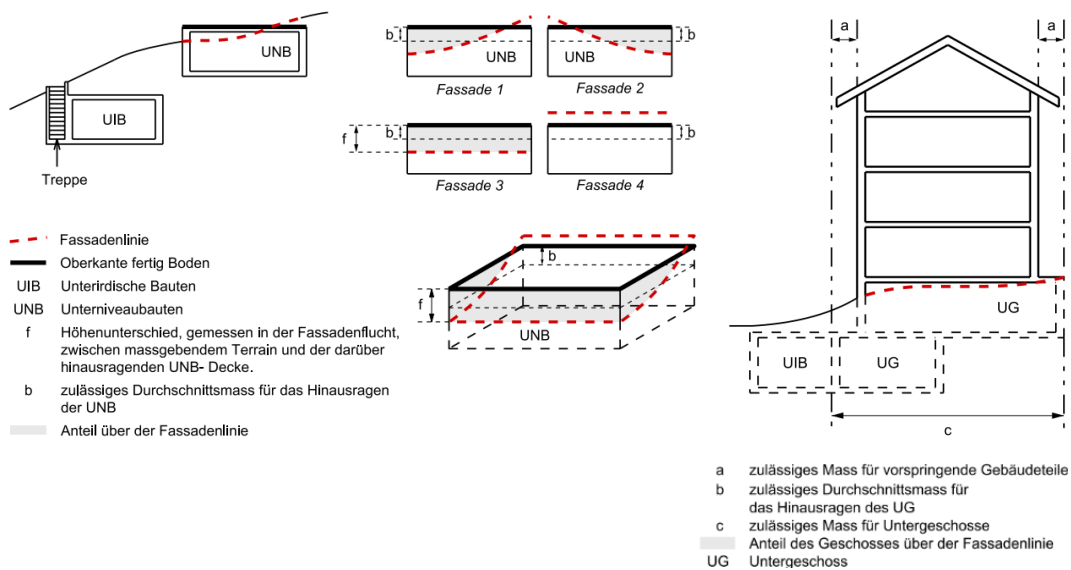 UNB
UIB
Treppe
b
UNB
Fassade 1
UNB
b
Fassade 2
f
b
Fassade 3
b
Fassade 4
b
f
UNB
a
a
UG
UIB
UG
c
Fassadenlinie
Oberkante fertig Boden
UIB Unterirdische Bauten
UNB Unterniveaubauten
f Höhenunterschied, gemessen in der Fassadenflucht,
zwischen massgebendem Terrain und der darüber
hinausragenden UNB- Decke.
b zulässiges Durchschnittsmass für das Hinausragen
der UNB
Anteil über der Fassadenlinie
a zulässiges Mass für vorspringende Gebäudeteile
b zulässiges Durchschnittsmass für
das Hinausragen des UG
c zulässiges Mass für Untergeschosse
Anteil des Geschosses über der Fassadenlinie
UG Untergeschoss